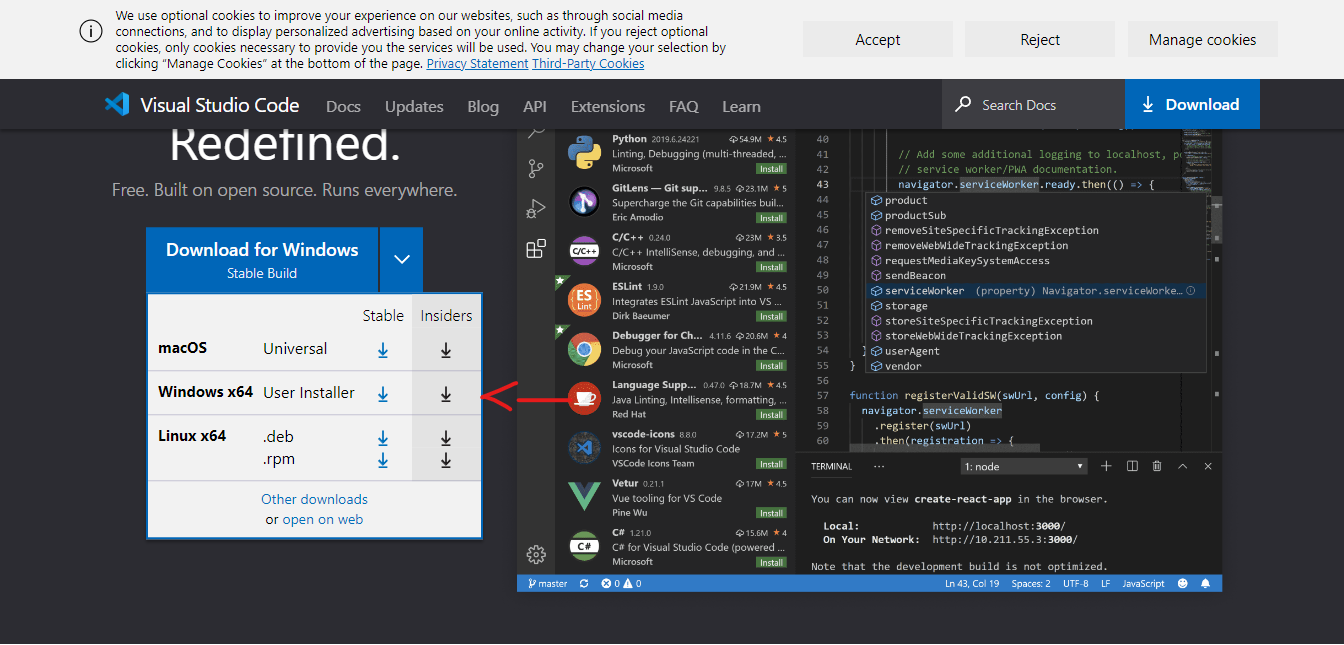 We use optional cookies to improve your experience on our websites, such as through social media
connections, and to display personalized advertising based on your online activity. If you reject optional
cookies, only cookies necessary to provide you the services will be used. You may change your selection by
clicking “Manage Cookies” at the bottom of the page. Privacy Statement Third-Party Cookies
Accept
Reject
Manage cookies
Visual Studio Code
Docs
Updates
Blog
API
Extensions
FAQ
Learn
Search Docs
Download
Redefined.
Free. Built on open source. Runs everywhere.
Download for Windows
Stable Build
Stable Insiders
macOS Universal
Windows x64 User Installer
Linux x64 .deb
.rpm
Other downloads
or open on web
Python 2019.6.24221 54.9M ★ 4.5
Linting, Debugging (multi-threaded, ...
Microsoft Install
GitLens — Git sup... 9.8.5 23.1M ★ 5
Supercharge the Git capabilities buil...
Eric Amodio Install
C/C++ 0.24.0 23M ★ 3.5
C/C++ IntelliSense, debugging, and ...
Microsoft Install
ESLint 1.9.0 21.9M ★ 4.5
Integrates ESLint JavaScript into VS ...
Dirk Baeumer Install
Debugger for Ch... 4.11.6 20.6M ★ 4
Debug your JavaScript code in the C...
Microsoft Install
Language Supp... 0.47.0 18.7M ★ 4.5
Java Linting, Intellisense, formatting, ...
Red Hat Install
vscode-icons 8.8.0 17.2M ★ 5
Icons for Visual Studio Code
VSCode Icons Team Install
Vetur 0.21.1 17M ★ 4.5
Vue tooling for VS Code
Pine Wu Install
C# 1.21.0 15.6M ★ 4
C# for Visual Studio Code (powered ...
Microsoft Install
C/C++
ES
Lint
C#
40
41 // Add some additional logging to localhost, p
42 // service worker/PWA documentation.
43 navigator.serviceWorker.ready.then(() => {
44 product
45 productSub
46 removeSiteSpecificTrackingException
47 removeWebWideTrackingException
48 requestMediaKeySystemAccess
49 sendBeacon
50 serviceWorker (property) Navigator.serviceWorke...
51 storage
52 storeSiteSpecificTrackingException
53 storeWebWideTrackingException
54 } userAgent
55 } vendor
56
57 function registerValidSW(swUrl, config) {
58 navigator.serviceWorker
59 .register(swUrl)
60 .then(registration => {
TERMINAL ... 1: node
You can now view create-react-app in the browser.
Local: http://localhost:3000/
On Your Network: http://10.211.55.3:3000/
Note that the development build is not optimized.
master 0 0 Ln 43, Col 19 Spaces: 2 UTF-8 LF JavaScript